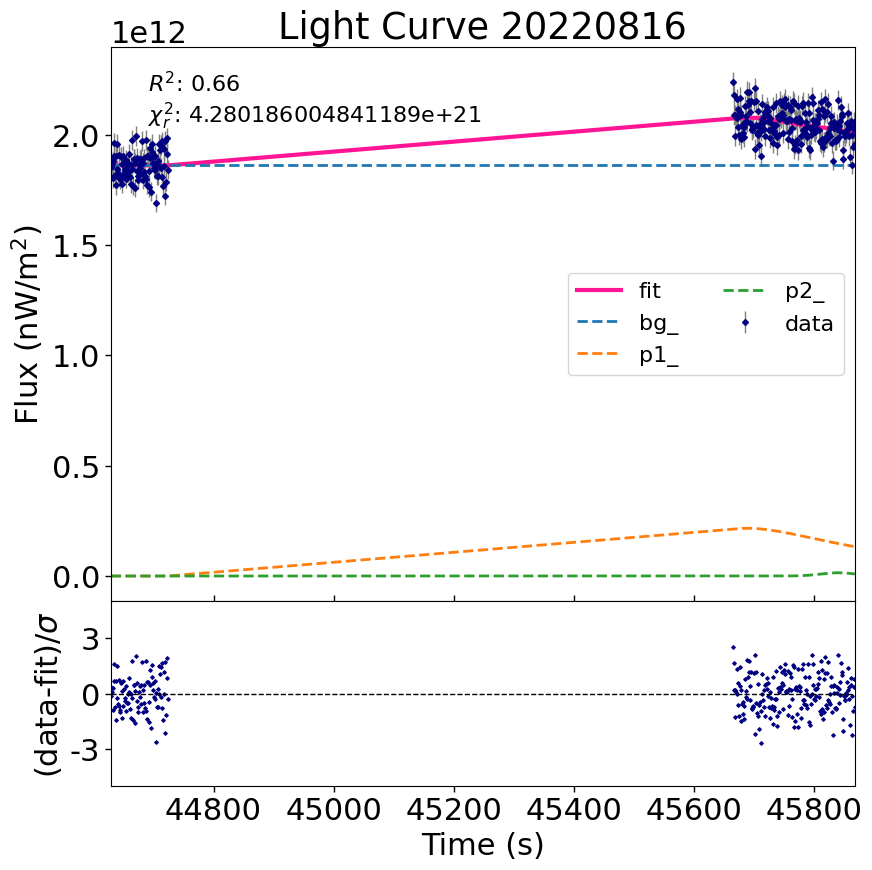 Light Curve 20220816
1e12
R²: 0.66
χᵣ²: 4.280186004841189e+21
2.0
1.5
1.0
0.5
0.0
Flux (nW/m²)
fit
bg_
p1_
p2_
data
3
0
-3
(data-fit)/σ
44800 45000 45200 45400 45600 45800
Time (s)